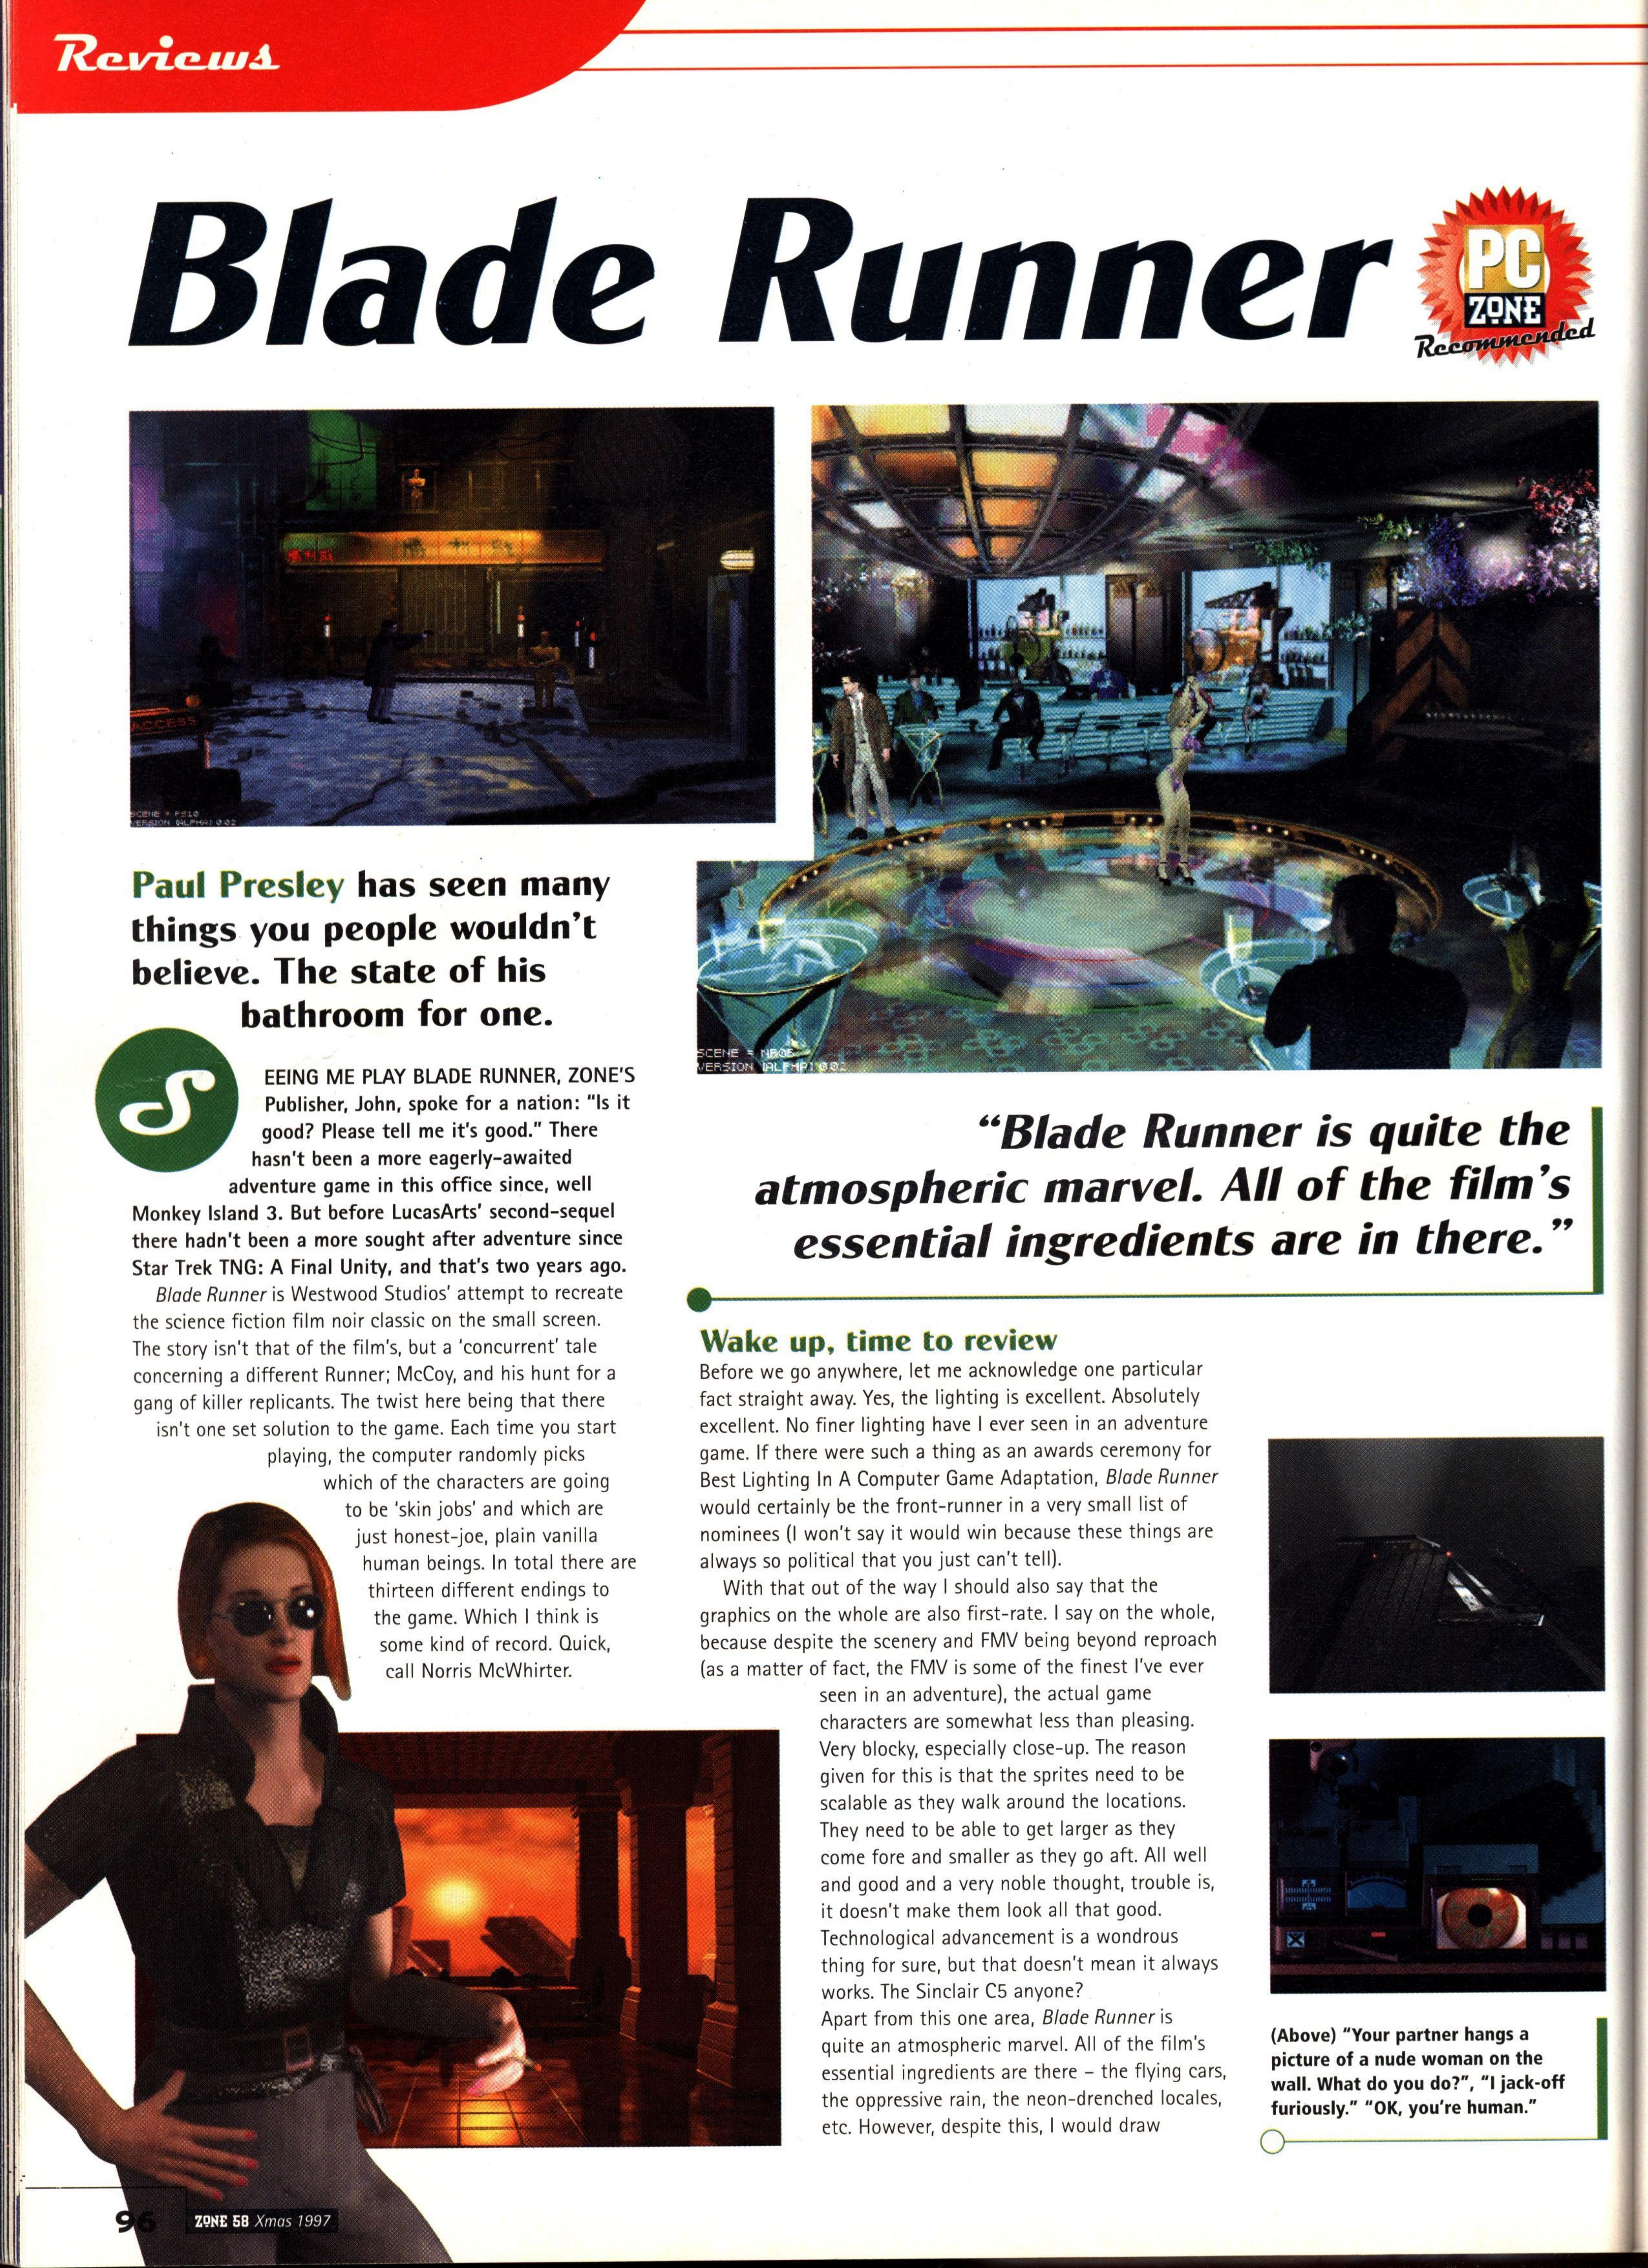 Reviews
Blade Runner
PC
ZONE
Recommended
ACCESS
SCENE = PS10
VERSION (ALPHA) 0.02
SCENE = NR06
VERSION (ALPHA) 0.02
Paul Presley has seen many
things you people wouldn't
believe. The state of his
bathroom for one.
S
EEING ME PLAY BLADE RUNNER, ZONE'S
Publisher, John, spoke for a nation: "Is it
good? Please tell me it's good." There
hasn't been a more eagerly-awaited
adventure game in this office since, well
Monkey Island 3. But before LucasArts' second-sequel
there hadn't been a more sought after adventure since
Star Trek TNG: A Final Unity, and that's two years ago.
Blade Runner is Westwood Studios' attempt to recreate
the science fiction film noir classic on the small screen.
The story isn't that of the film's, but a 'concurrent' tale
concerning a different Runner; McCoy, and his hunt for a
gang of killer replicants. The twist here being that there
isn't one set solution to the game. Each time you start
playing, the computer randomly picks
which of the characters are going
to be 'skin jobs' and which are
just honest-joe, plain vanilla
human beings. In total there are
thirteen different endings to
the game. Which I think is
some kind of record. Quick,
call Norris McWhirter.
"Blade Runner is quite the
atmospheric marvel. All of the film's
essential ingredients are in there."
Wake up, time to review
Before we go anywhere, let me acknowledge one particular
fact straight away. Yes, the lighting is excellent. Absolutely
excellent. No finer lighting have I ever seen in an adventure
game. If there were such a thing as an awards ceremony for
Best Lighting In A Computer Game Adaptation, Blade Runner
would certainly be the front-runner in a very small list of
nominees (I won't say it would win because these things are
always so political that you just can't tell).
With that out of the way I should also say that the
graphics on the whole are also first-rate. I say on the whole,
because despite the scenery and FMV being beyond reproach
(as a matter of fact, the FMV is some of the finest I've ever
seen in an adventure), the actual game
characters are somewhat less than pleasing.
Very blocky, especially close-up. The reason
given for this is that the sprites need to be
scalable as they walk around the locations.
They need to be able to get larger as they
come fore and smaller as they go aft. All well
and good and a very noble thought, trouble is,
it doesn't make them look all that good.
Technological advancement is a wondrous
thing for sure, but that doesn't mean it always
works. The Sinclair C5 anyone?
Apart from this one area, Blade Runner is
quite an atmospheric marvel. All of the film's
essential ingredients are there – the flying cars,
the oppressive rain, the neon-drenched locales,
etc. However, despite this, I would draw
(Above) "Your partner hangs a
picture of a nude woman on the
wall. What do you do?", "I jack-off
furiously." "OK, you're human."
96
ZONE 58 Xmas 1997